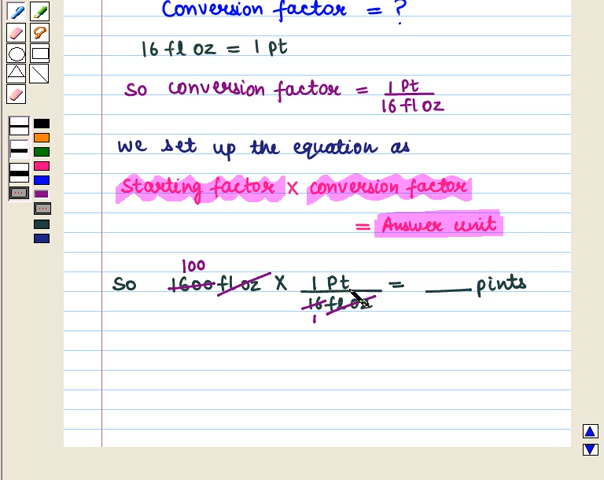 Conversion factor = ?
16 fl oz = 1 pt
So conversion factor = 1 pt / 16 fl oz
we set up the equation as
Starting factor × conversion factor
= Answer unit
100
So 1600 fl oz × 1 pt / 16 fl oz = ____ pints
1